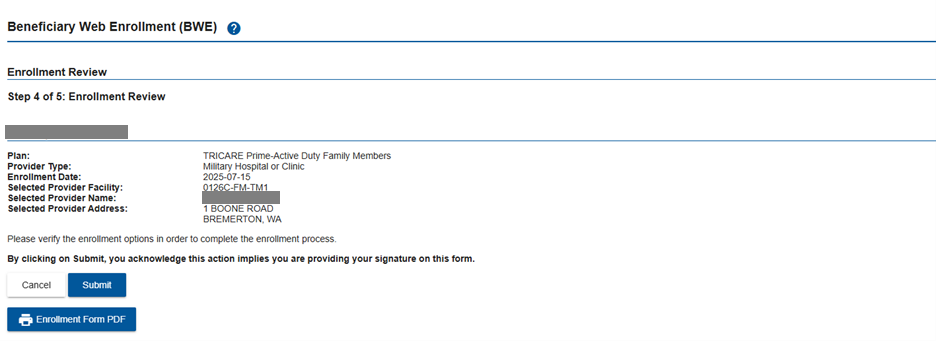 Beneficiary Web Enrollment (BWE) ?
Enrollment Review
Step 4 of 5: Enrollment Review
Plan: TRICARE Prime-Active Duty Family Members
Provider Type: Military Hospital or Clinic
Enrollment Date: 2025-07-15
Selected Provider Facility: 0126C-FM-TM1
Selected Provider Name:
Selected Provider Address: 1 BOONE ROAD
BREMERTON, WA
Please verify the enrollment options in order to complete the enrollment process.
By clicking on Submit, you acknowledge this action implies you are providing your signature on this form.
Cancel Submit
Enrollment Form PDF